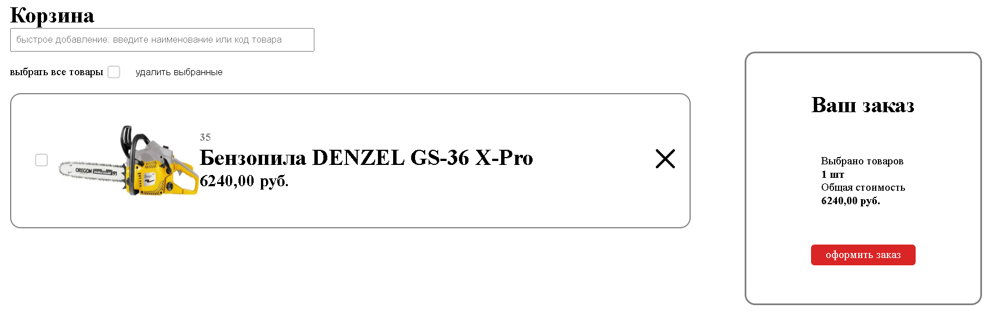 Корзина
быстрое добавление: введите наименование или код товара
выбрать все товары
удалить выбранные
35
Бензопила DENZEL GS-36 X-Pro
6240,00 руб.
OREGON
91
Ваш заказ
Выбрано товаров
1 шт
Общая стоимость
6240,00 руб.
оформить заказ